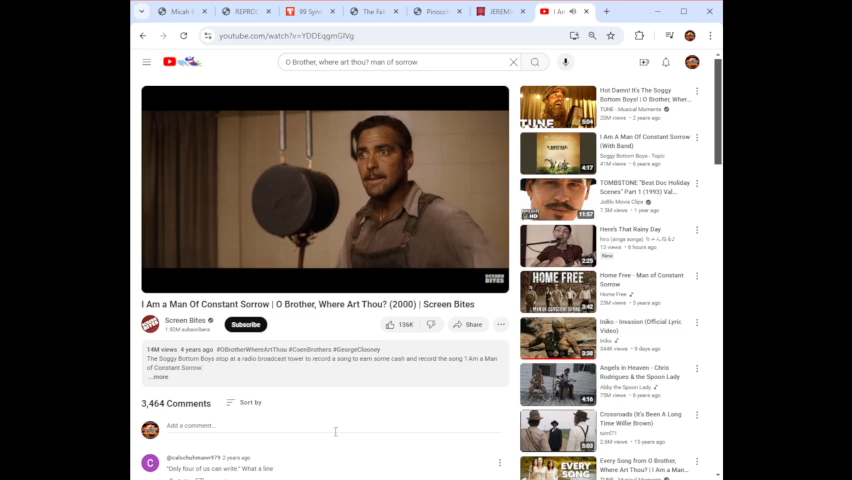 Micah C
REPROD
99 Syno
The Fai
Pinocch
JEREMI
I Am
youtube.com/watch?v=YDDEqgmGIVg
O Brother, where art thou? man of sorrow
SCREEN
BITES
I Am a Man Of Constant Sorrow | O Brother, Where Art Thou? (2000) | Screen Bites
Screen Bites
1.92M subscribers
Subscribe
136K
Share
14M views 4 years ago #OBrotherWhereArtThou #CoenBrothers #GeorgeClooney
The Soggy Bottom Boys stop at a radio broadcast tower to record a song to earn some cash and record the song 'I Am a Man
of Constant Sorrow.'
...more
3,464 Comments
Sort by
Add a comment...
C
@calschuhmann979 2 years ago
"Only four of us can write." What a line
TUNE
5:04
Hot Damn! It's The Soggy
Bottom Boys! | O Brother, Wher...
TUNE - Musical Moments
20M views • 2 years ago
4:17
I Am A Man Of Constant Sorrow
(With Band)
Soggy Bottom Boys - Topic
41M views • 6 years ago
HD
11:57
TOMBSTONE "Best Doc Holiday
Scenes" Part 1 (1993) Val...
JoBlo Movie Clips
7.3M views • 1 year ago
2:25
Here's That Rainy Day
13 views • 6 hours ago
New
HOME FREE
MAN OF CONSTANT SORROW
3:42
Home Free - Man of Constant
Sorrow
Home Free
25M views • 5 years ago
3:38
Iniko - Invasion (Official Lyric
Video)
Iniko
344K views • 9 days ago
4:16
Angels in Heaven - Chris
Rodrigues & the Spoon Lady
Abby the Spoon Lady
75M views • 6 years ago
5:03
Crossroads (It's Been A Long
Time Willie Brown)
rumf71
2.6M views • 15 years ago
EVERY
SONG
Every Song from O Brother,
Where Art Thou? | I Am a Man...
TUNE - Musical Moments